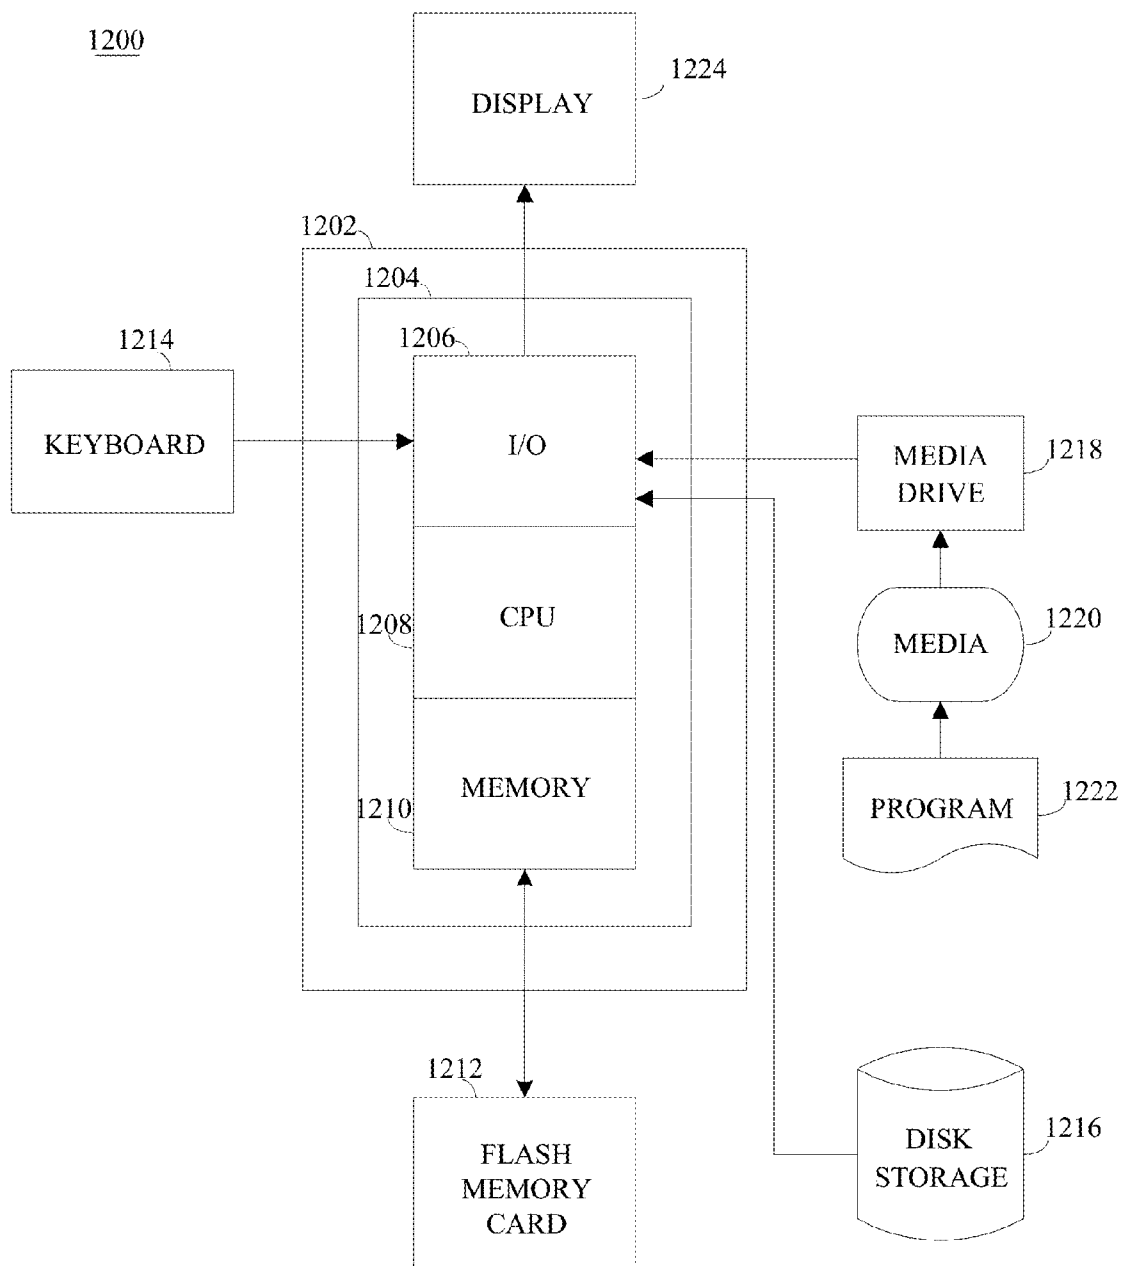 1200
DISPLAY
1224
1202
1204
1206
1214
KEYBOARD
I/O
MEDIA
DRIVE
1218
CPU
1208
MEDIA
1220
MEMORY
1210
PROGRAM
1222
1212
FLASH
MEMORY
CARD
DISK
STORAGE
1216